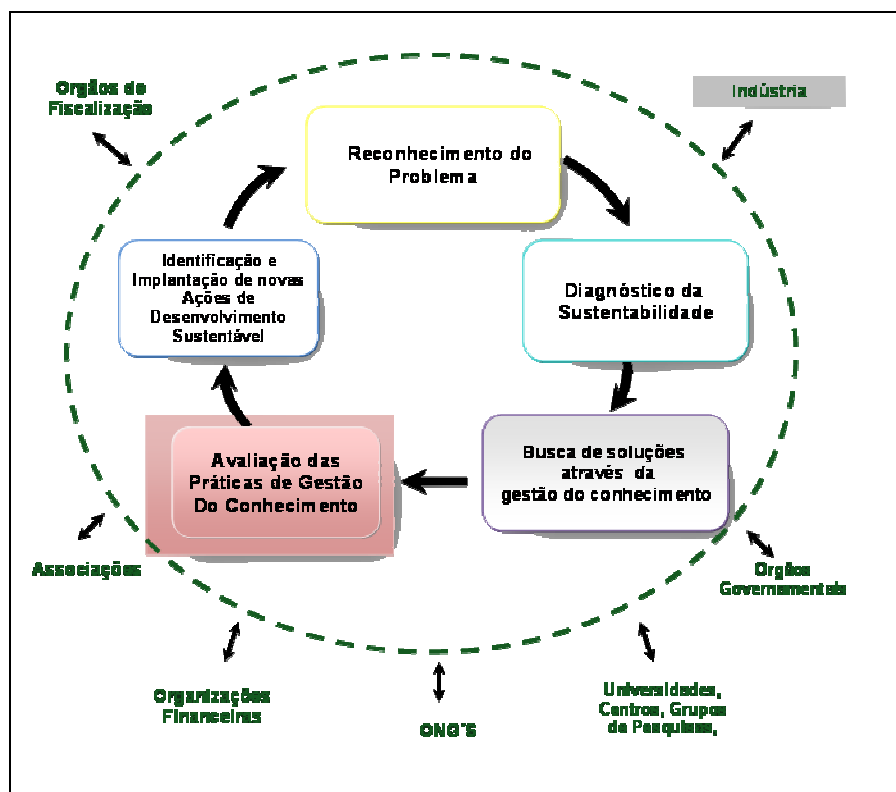 Orgãos de
Fiscalização
Indústria
Reconhecimento do
Problema
Identificação e
Implantação de novas
Ações de
Desenvolvimento
Sustentável
Diagnóstico da
Sustentabilidade
Avaliação das
Práticas de Gestão
Do Conhecimento
Busca de soluções
através da
gestão do conhecimento
Associações
Orgãos
Governamentais
Organizações
Financeiras
ONG'S
Universidades,
Centros, Grupos
de Pesquisas,